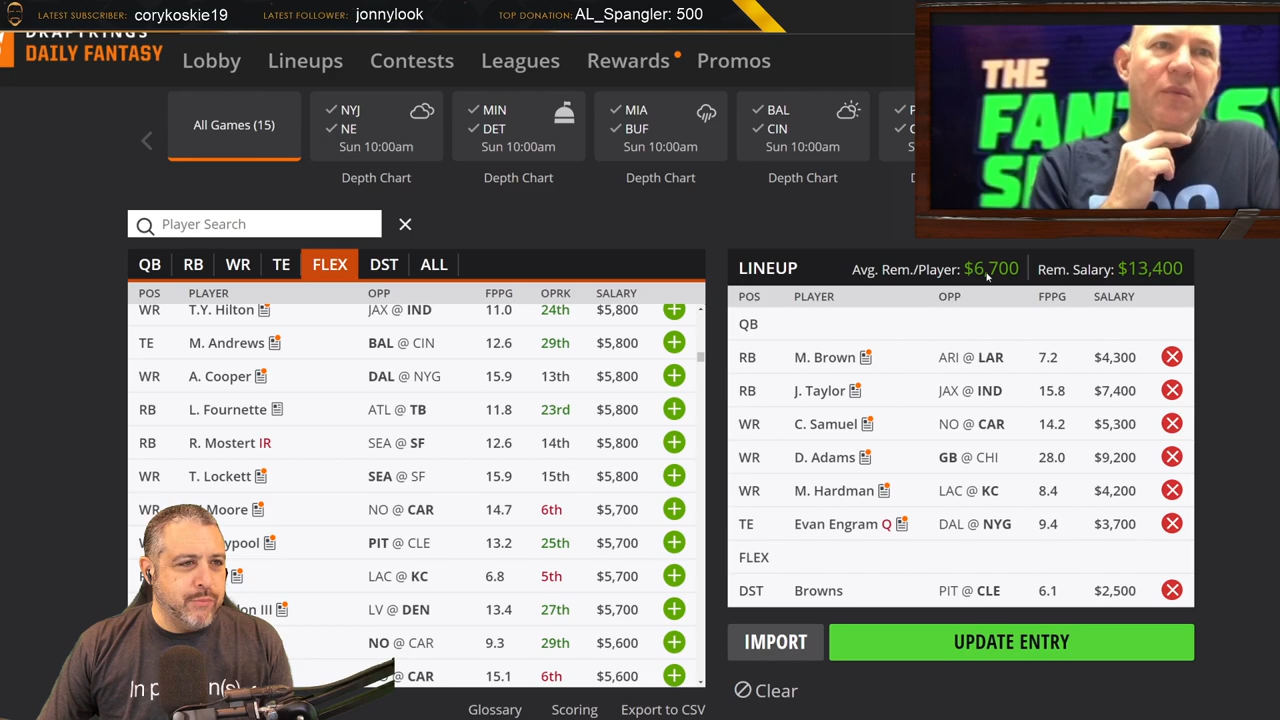 LATEST SUBSCRIBER: corykoskie19
LATEST FOLLOWER: jonnylook
TOP DONATION: AL_Spangler: 500
DRAFTKINGS
DAILY FANTASY
Lobby Lineups Contests Leagues Rewards Promos
THE
All Games (15)
NYJ
NE
Sun 10:00am
MIN
DET
Sun 10:00am
MIA
BUF
Sun 10:00am
BAL
CIN
Sun 10:00am
Depth Chart Depth Chart Depth Chart Depth Chart
Player Search
QB RB WR TE FLEX DST ALL
POS PLAYER OPP FPPG OPRK SALARY
WR T.Y. Hilton JAX @ IND 11.0 24th $5,800
TE M. Andrews BAL @ CIN 12.6 29th $5,800
WR A. Cooper DAL @ NYG 15.9 13th $5,800
RB L. Fournette ATL @ TB 11.8 23rd $5,800
RB R. Mostert IR SEA @ SF 12.6 14th $5,800
WR T. Lockett SEA @ SF 15.9 15th $5,800
WR Moore NO @ CAR 14.7 6th $5,700
PIT @ CLE 13.2 25th $5,700
LAC @ KC 6.8 5th $5,700
III LV @ DEN 13.4 27th $5,700
NO @ CAR 9.3 29th $5,600
CAR 15.1 6th $5,600
In p n(s)
Glossary Scoring Export to CSV
LINEUP Avg. Rem./Player: $6,700 Rem. Salary: $13,400
POS PLAYER OPP FPPG SALARY
QB
RB M. Brown ARI @ LAR 7.2 $4,300
RB J. Taylor JAX @ IND 15.8 $7,400
WR C. Samuel NO @ CAR 14.2 $5,300
WR D. Adams GB @ CHI 28.0 $9,200
WR M. Hardman LAC @ KC 8.4 $4,200
TE Evan Engram Q DAL @ NYG 9.4 $3,700
FLEX
DST Browns PIT @ CLE 6.1 $2,500
IMPORT UPDATE ENTRY
Clear